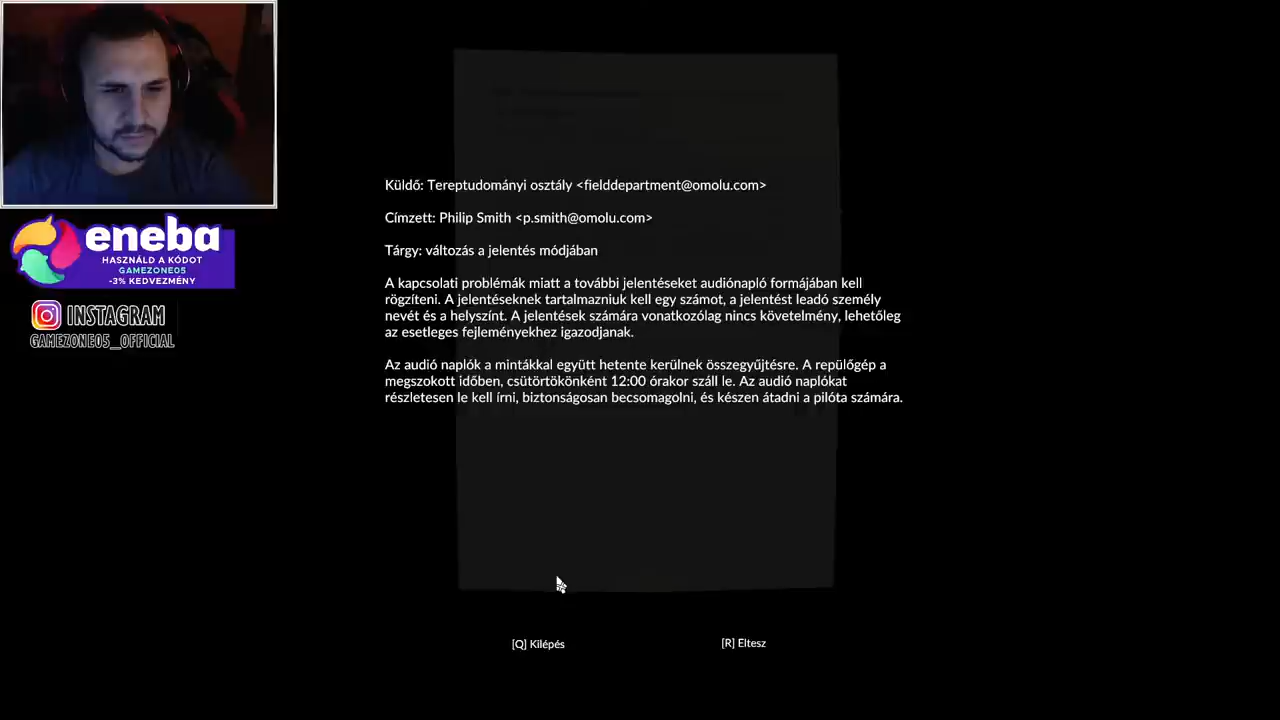 eneba
HASZNÁLD A KÓDOT
GAMEZONE05
-3% KEDVEZMÉNY
INSTAGRAM
GAMEZONE05_OFFICIAL
Küldő: Tereptudományi osztály <fielddepartment@omolu.com>
Címzett: Philip Smith <p.smith@omolu.com>
Tárgy: változás a jelentés módjában
A kapcsolati problémák miatt a további jelentéseket audiónapló formájában kell
rögzíteni. A jelentéseknek tartalmazniuk kell egy számot, a jelentést leadó személy
nevét és a helyszínt. A jelentések számára vonatkozólag nincs követelmény, lehetőleg
az esetleges fejleményekhez igazodjanak.
Az audió naplók a mintákkal együtt hetente kerülnek összegyűjtésre. A repülőgép a
megszokott időben, csütörtökönként 12:00 órakor száll le. Az audió naplókat
részletesen le kell írni, biztonságosan becsomagolni, és készen átadni a pilóta számára.
[Q] Kilépés
[R] Eltesz